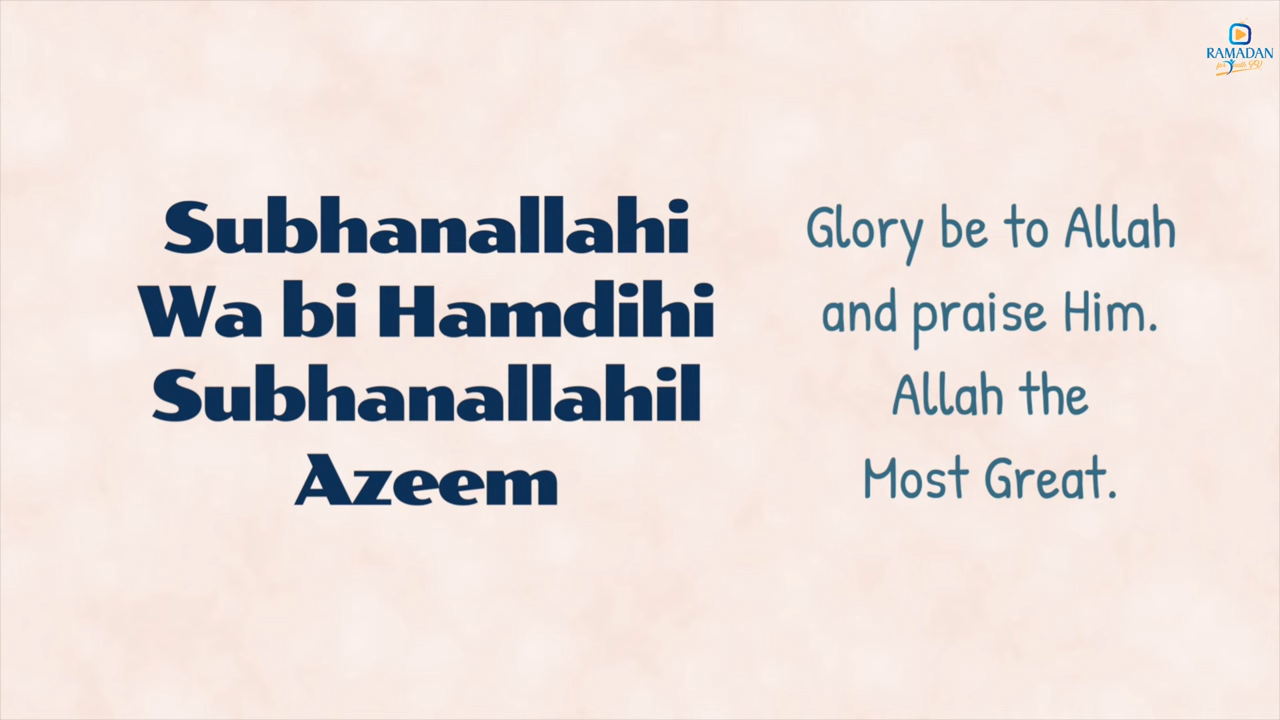 RAMADAN
Subhanallahi
Wa bi Hamdihi
Subhanallahil
Azeem
Glory be to Allah
and praise Him.
Allah the
Most Great.